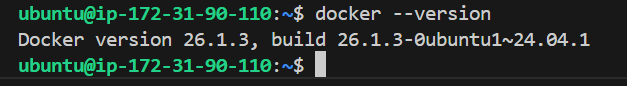 ubuntu@ip-172-31-90-110:~$ docker --version
Docker version 26.1.3, build 26.1.3-0ubuntu1~24.04.1
ubuntu@ip-172-31-90-110:~$